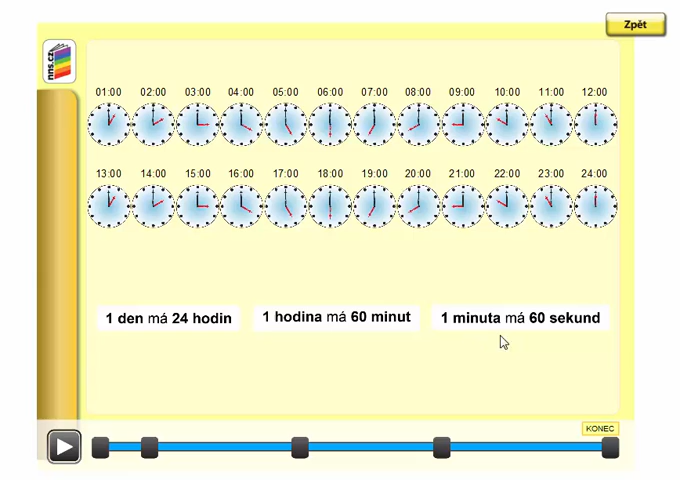 Zpět
nns.cz
01:00 02:00 03:00 04:00 05:00 06:00 07:00 08:00 09:00 10:00 11:00 12:00
13:00 14:00 15:00 16:00 17:00 18:00 19:00 20:00 21:00 22:00 23:00 24:00
1 den má 24 hodin 1 hodina má 60 minut 1 minuta má 60 sekund
KONEC